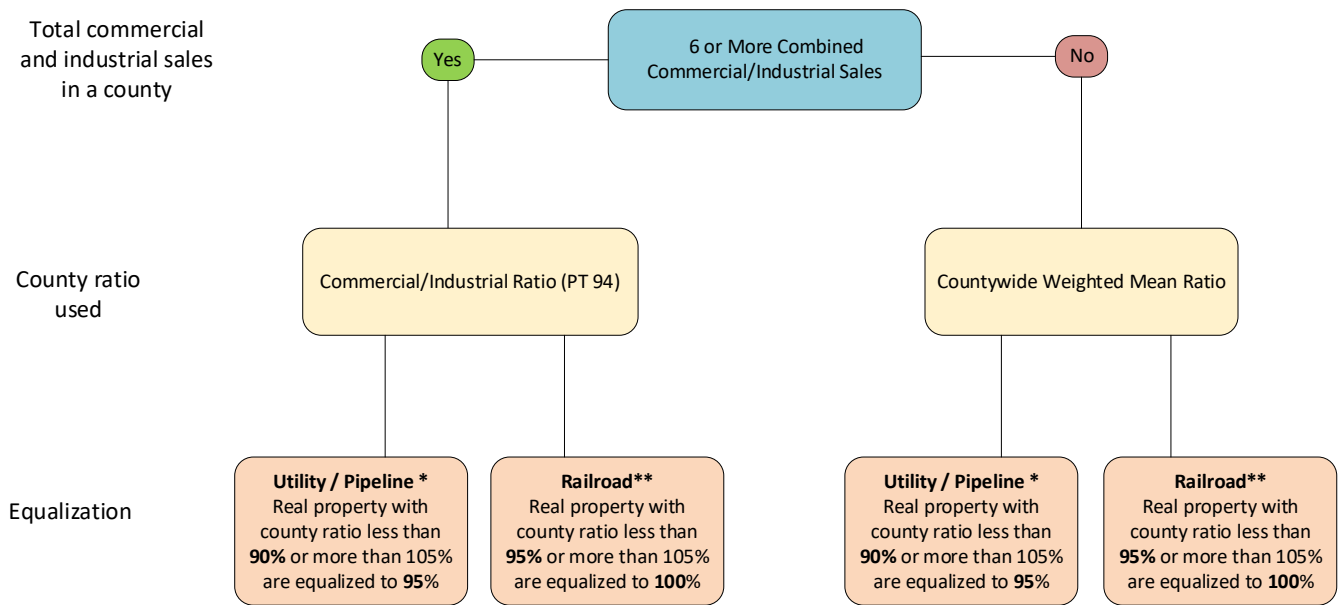 Total commercial
and industrial sales
in a county
Yes
6 or More Combined
Commercial/Industrial Sales
No
County ratio
used
Commercial/Industrial Ratio (PT 94)
Countywide Weighted Mean Ratio
Equalization
Utility / Pipeline *
Real property with
county ratio less than
90% or more than 105%
are equalized to 95%
Railroad**
Real property with
county ratio less than
95% or more than 105%
are equalized to 100%
Utility / Pipeline *
Real property with
county ratio less than
90% or more than 105%
are equalized to 95%
Railroad**
Real property with
county ratio less than
95% or more than 105%
are equalized to 100%